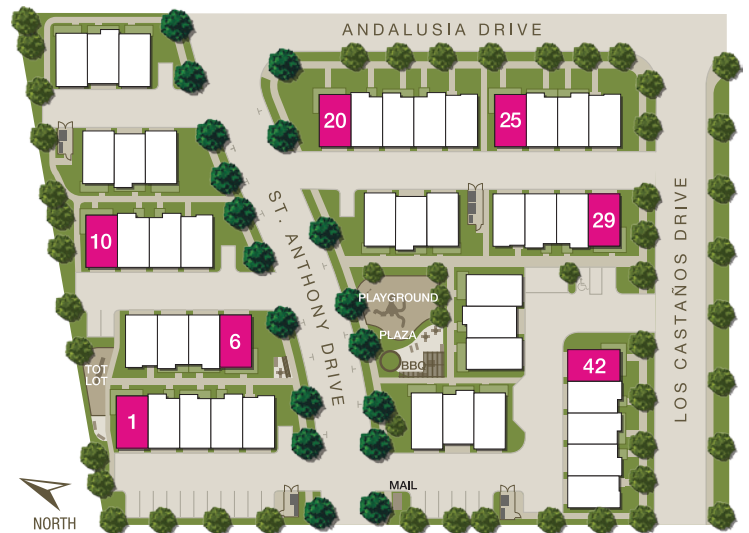 ANDALUSIA DRIVE
20
25
ST. ANTHONY DRIVE
LOS CASTAÑOS DRIVE
10
29
PLAYGROUND
PLAZA
BBQ
6
TOT
LOT
42
1
MAIL
NORTH